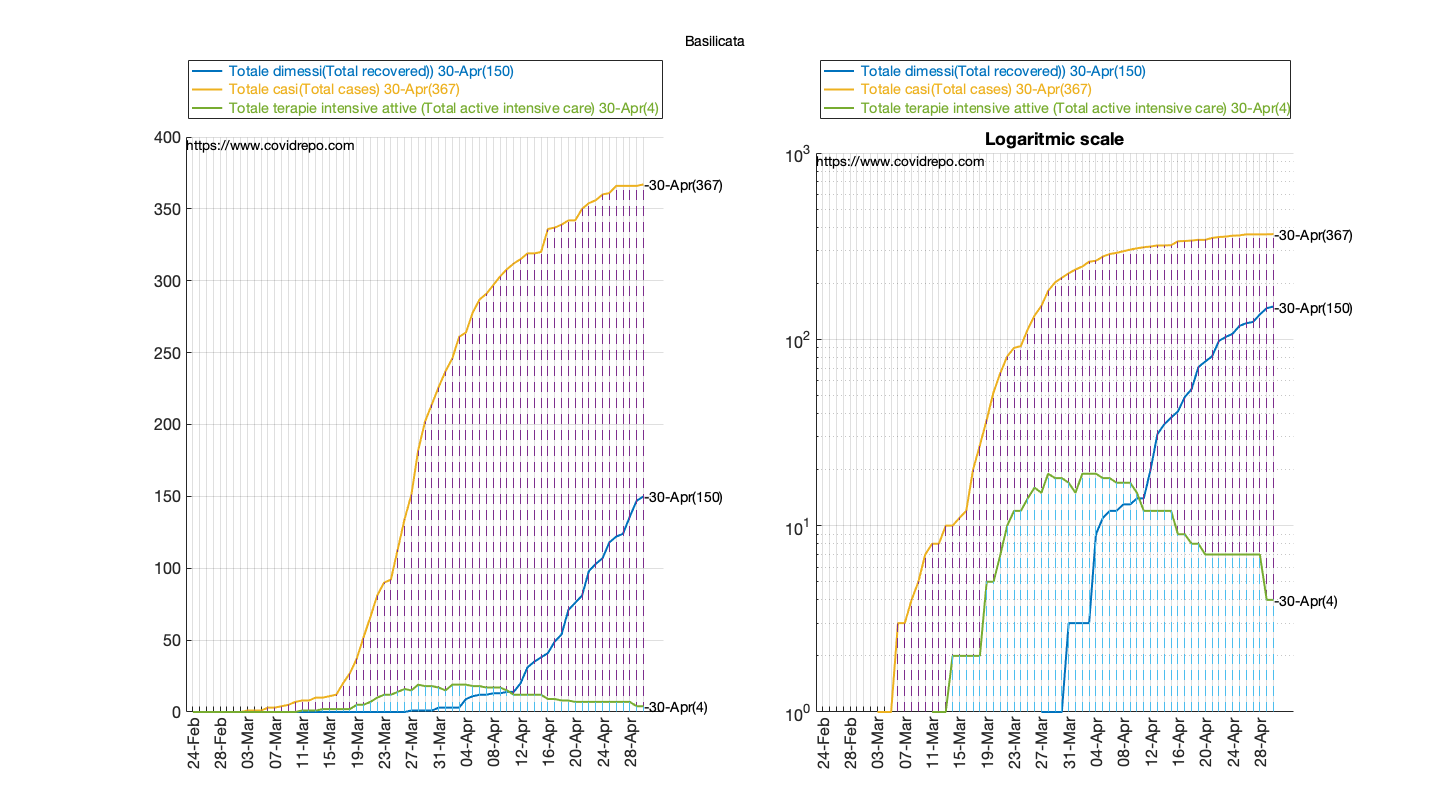 Basilicata
Totale dimessi(Total recovered)) 30-Apr(150)
Totale casi(Total cases) 30-Apr(367)
Totale terapie intensive attive (Total active intensive care) 30-Apr(4)
400
https://www.covidrepo.com
350
300
250
200
150
100
50
0
-30-Apr(367)
-30-Apr(150)
-30-Apr(4)
24-Feb
28-Feb
03-Mar
07-Mar
11-Mar
15-Mar
19-Mar
23-Mar
27-Mar
31-Mar
04-Apr
08-Apr
12-Apr
16-Apr
20-Apr
24-Apr
28-Apr
Totale dimessi(Total recovered)) 30-Apr(150)
Totale casi(Total cases) 30-Apr(367)
Totale terapie intensive attive (Total active intensive care) 30-Apr(4)
Logaritmic scale
10³
https://www.covidrepo.com
10²
10¹
10⁰
-30-Apr(367)
-30-Apr(150)
-30-Apr(4)
24-Feb
28-Feb
03-Mar
07-Mar
11-Mar
15-Mar
19-Mar
23-Mar
27-Mar
31-Mar
04-Apr
08-Apr
12-Apr
16-Apr
20-Apr
24-Apr
28-Apr